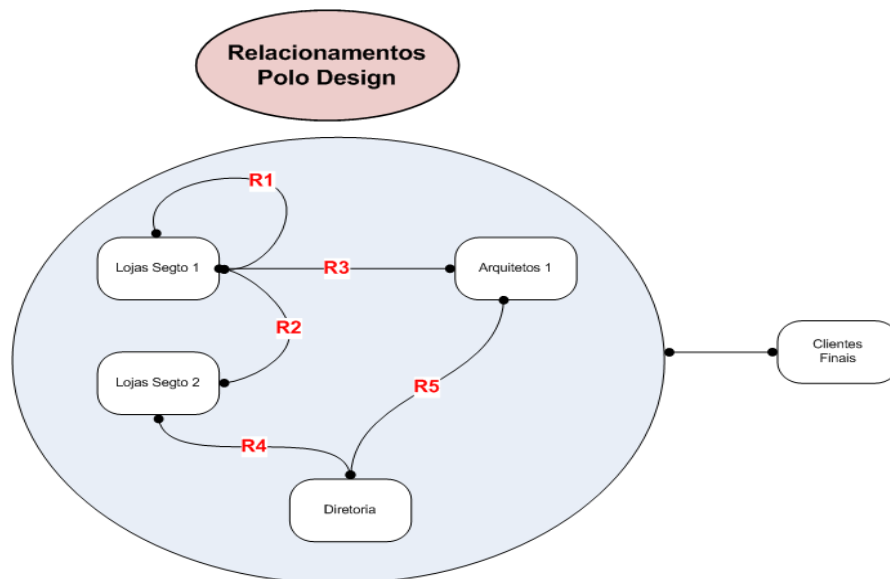 Relacionamentos
Polo Design
R1
Lojas Segto 1
R3
Arquitetos 1
R2
Clientes
Finais
Lojas Segto 2
R5
R4
Diretoria